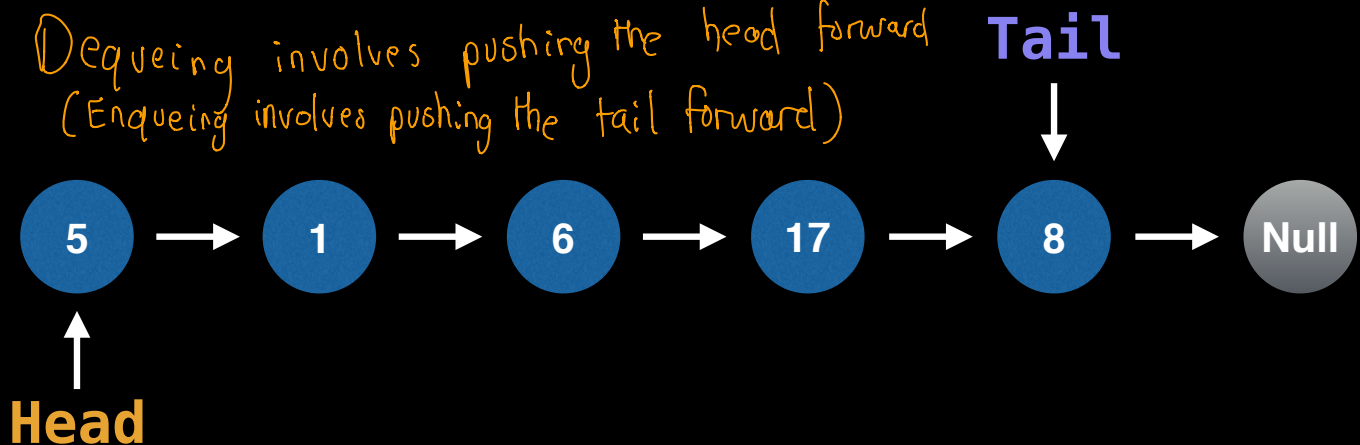 Dequeing involves pushing the head forward
(Enqueing involves pushing the tail forward)
Tail
5 1 6 17 8 Null
Head